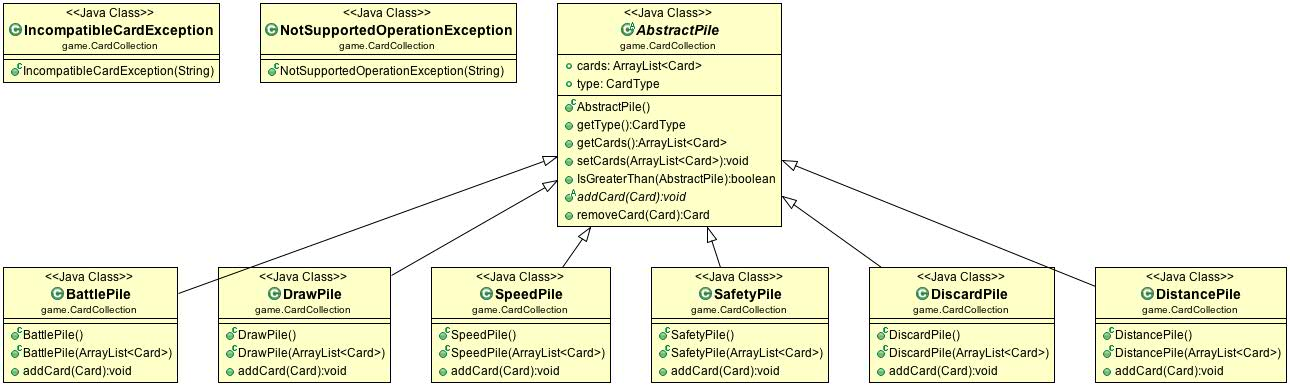 <<Java Class>>
IncompatibleCardException
game.CardCollection
IncompatibleCardException(String)
<<Java Class>>
NotSupportedOperationException
game.CardCollection
NotSupportedOperationException(String)
<<Java Class>>
AbstractPile
game.CardCollection
cards: ArrayList<Card>
type: CardType
AbstractPile()
getType():CardType
getCards():ArrayList<Card>
setCards(ArrayList<Card>):void
IsGreaterThan(AbstractPile):boolean
addCard(Card):void
removeCard(Card):Card
<<Java Class>>
BattlePile
game.CardCollection
BattlePile()
BattlePile(ArrayList<Card>)
addCard(Card):void
<<Java Class>>
DrawPile
game.CardCollection
DrawPile()
DrawPile(ArrayList<Card>)
addCard(Card):void
<<Java Class>>
SpeedPile
game.CardCollection
SpeedPile()
SpeedPile(ArrayList<Card>)
addCard(Card):void
<<Java Class>>
SafetyPile
game.CardCollection
SafetyPile()
SafetyPile(ArrayList<Card>)
addCard(Card):void
<<Java Class>>
DiscardPile
game.CardCollection
DiscardPile()
DiscardPile(ArrayList<Card>)
addCard(Card):void
<<Java Class>>
DistancePile
game.CardCollection
DistancePile()
DistancePile(ArrayList<Card>)
addCard(Card):void